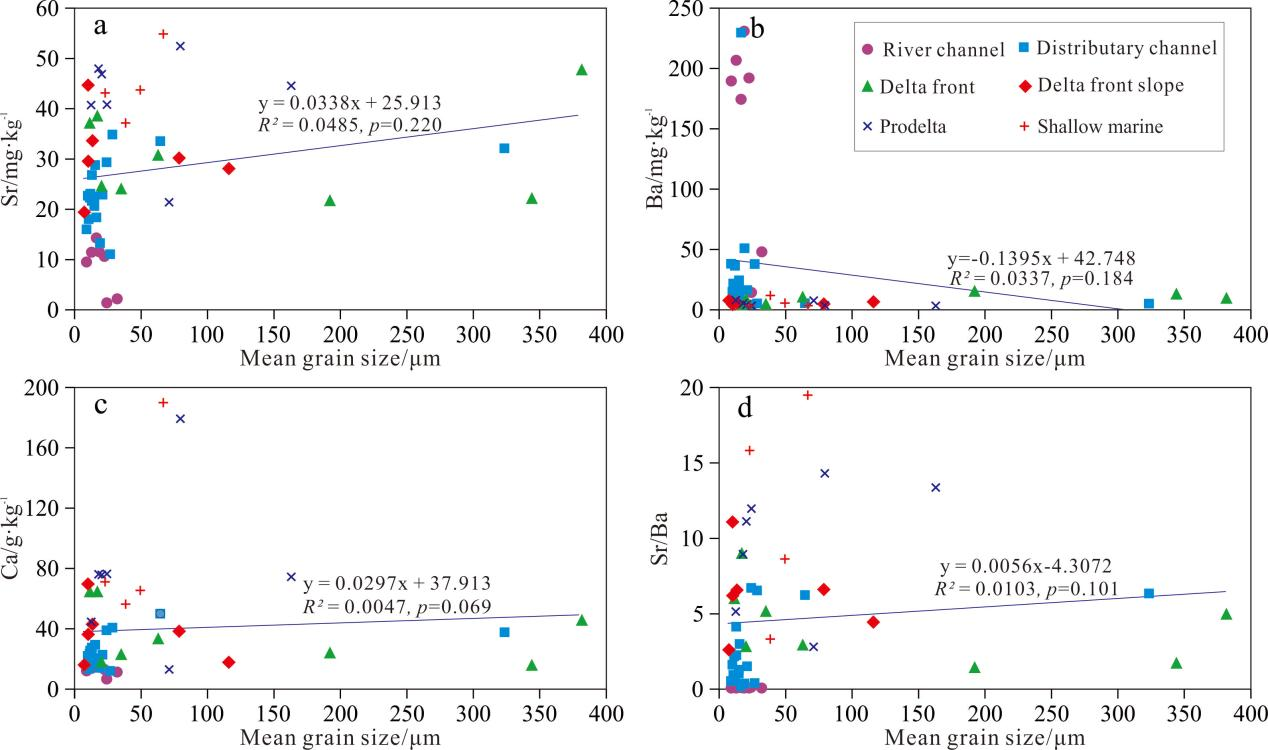 a
60
50
40
30
20
10
0
Sr/mg·kg⁻¹
y = 0.0338x + 25.913
R² = 0.0485, p=0.220
0 50 100 150 200 250 300 350 400
Mean grain size/μm
b
250
200
150
100
50
0
Ba/mg·kg⁻¹
River channel Distributary channel
Delta front Delta front slope
Prodelta Shallow marine
y=-0.1395x + 42.748
R² = 0.0337, p=0.184
0 50 100 150 200 250 300 350 400
Mean grain size/μm
c
200
160
120
80
40
0
Ca/g·kg⁻¹
y = 0.0297x + 37.913
R² = 0.0047, p=0.069
0 50 100 150 200 250 300 350 400
Mean grain size/μm
d
20
15
10
5
0
Sr/Ba
y = 0.0056x-4.3072
R² = 0.0103, p=0.101
0 50 100 150 200 250 300 350 400
Mean grain size/μm